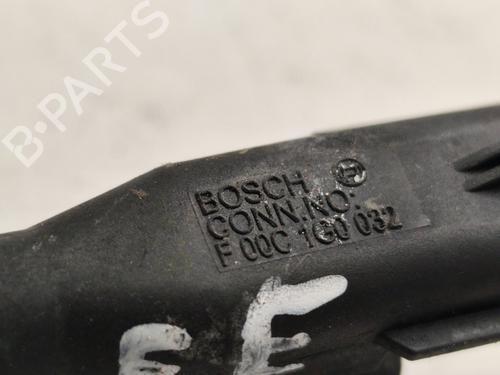 B-PARTS
BOSCH
CONN.NO:
F 00C 1G0 032
E E